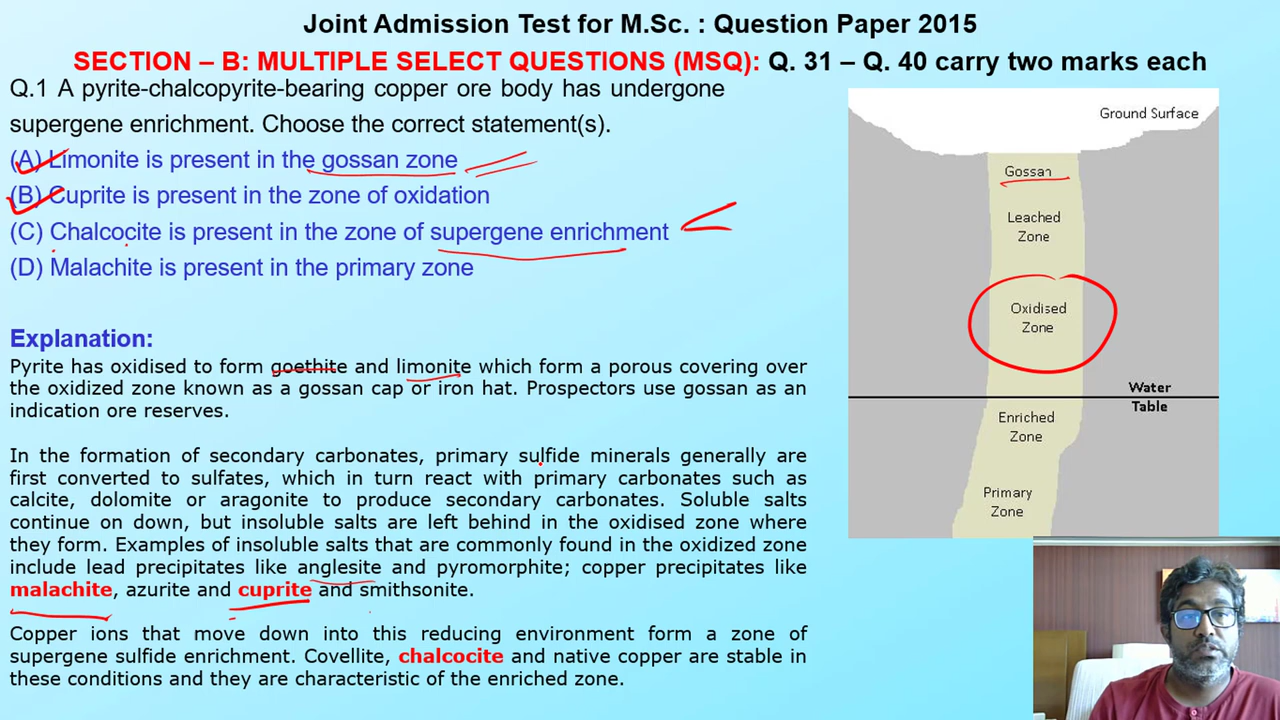 Joint Admission Test for M.Sc. : Question Paper 2015
SECTION – B: MULTIPLE SELECT QUESTIONS (MSQ): Q. 31 – Q. 40 carry two marks each
Q.1 A pyrite-chalcopyrite-bearing copper ore body has undergone
supergene enrichment. Choose the correct statement(s).
(A) Limonite is present in the gossan zone
(B) Cuprite is present in the zone of oxidation
(C) Chalcocite is present in the zone of supergene enrichment
(D) Malachite is present in the primary zone
Explanation:
Pyrite has oxidised to form goethite and limonite which form a porous covering over
the oxidized zone known as a gossan cap or iron hat. Prospectors use gossan as an
indication ore reserves.
In the formation of secondary carbonates, primary sulfide minerals generally are
first converted to sulfates, which in turn react with primary carbonates such as
calcite, dolomite or aragonite to produce secondary carbonates. Soluble salts
continue on down, but insoluble salts are left behind in the oxidised zone where
they form. Examples of insoluble salts that are commonly found in the oxidized zone
include lead precipitates like anglesite and pyromorphite; copper precipitates like
malachite, azurite and cuprite and smithsonite.
Copper ions that move down into this reducing environment form a zone of
supergene sulfide enrichment. Covellite, chalcocite and native copper are stable in
these conditions and they are characteristic of the enriched zone.
Ground Surface
Gossan
Leached
Zone
Oxidised
Zone
Water
Table
Enriched
Zone
Primary
Zone